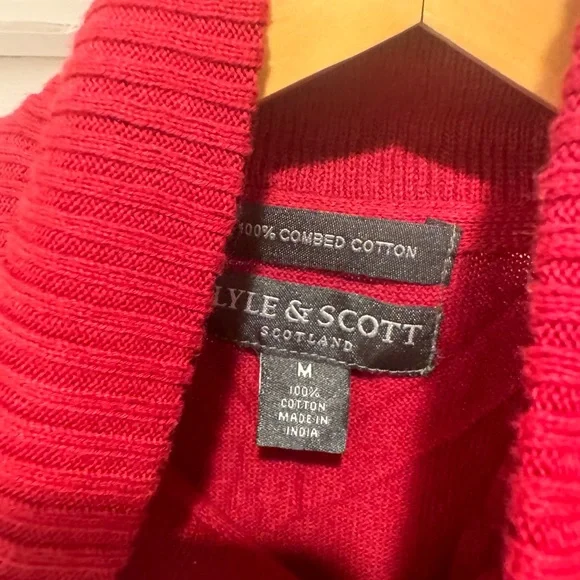 100% COMBED COTTON
LYLE & SCOTT
SCOTLAND
M
100%
COTTON
MADE IN
INDIA